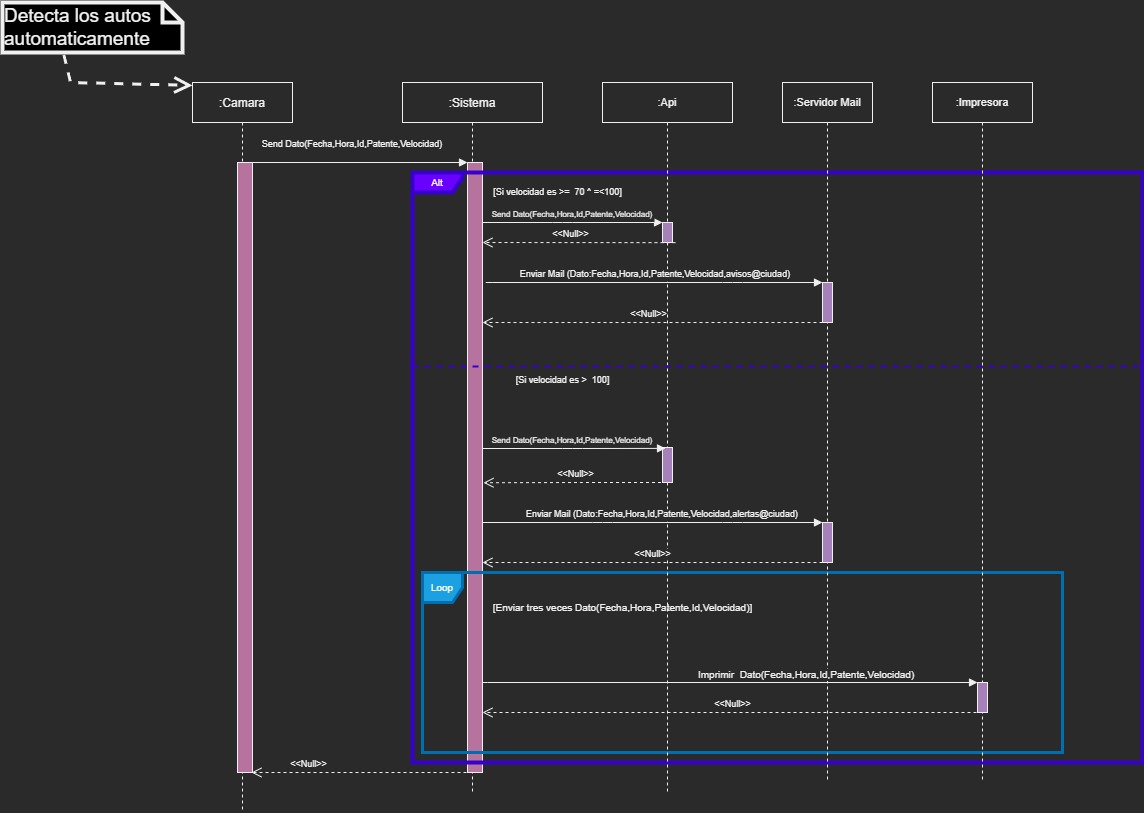 Detecta los autos
automaticamente
:Camara
:Sistema
:Api
:Servidor Mail
:Impresora
Send Dato(Fecha,Hora,Id,Patente,Velocidad)
Alt
[Si velocidad es >=  70 ^ =<100]
Send Dato(Fecha,Hora,Id,Patente,Velocidad)
<<Null>>
Enviar Mail (Dato:Fecha,Hora,Id,Patente,Velocidad,avisos@ciudad)
<<Null>>
[Si velocidad es >  100]
Send Dato(Fecha,Hora,Id,Patente,Velocidad)
<<Null>>
Enviar Mail (Dato:Fecha,Hora,Id,Patente,Velocidad,alertas@ciudad)
<<Null>>
Loop
[Enviar tres veces Dato(Fecha,Hora,Patente,Id,Velocidad)]
Imprimir  Dato(Fecha,Hora,Id,Patente,Velocidad)
<<Null>>
<<Null>>